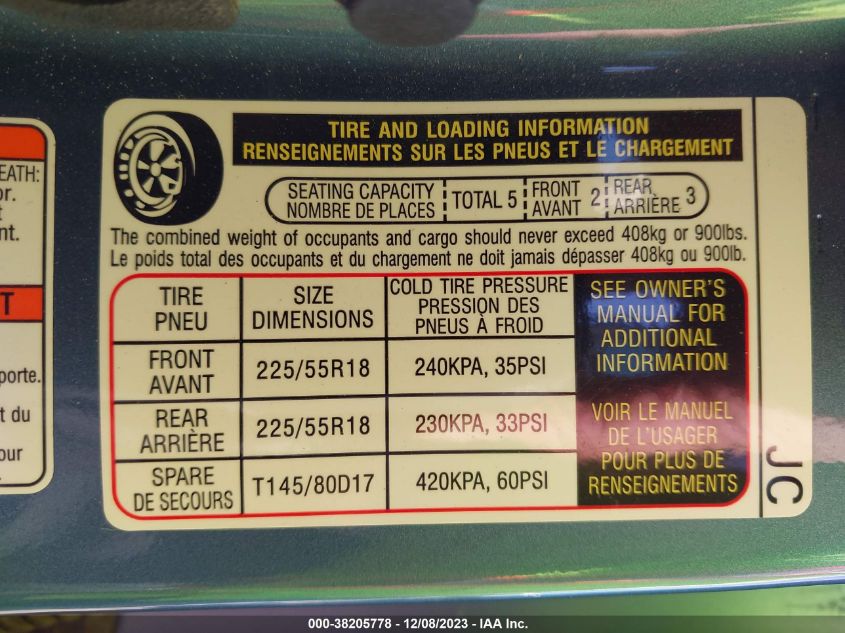 EATH:
or.
t
nt.
T
porte.
t du
our
TIRE AND LOADING INFORMATION
RENSEIGNEMENTS SUR LES PNEUS ET LE CHARGEMENT
SEATING CAPACITY
NOMBRE DE PLACES
TOTAL 5
FRONT
AVANT 2
REAR
ARRIÈRE 3
The combined weight of occupants and cargo should never exceed 408kg or 900lbs.
Le poids total des occupants et du chargement ne doit jamais dépasser 408kg ou 900lb.
TIRE
PNEU
SIZE
DIMENSIONS
COLD TIRE PRESSURE
PRESSION DES
PNEUS À FROID
FRONT
AVANT
225/55R18
240KPA, 35PSI
REAR
ARRIÈRE
225/55R18
230KPA, 33PSI
SPARE
DE SECOURS
T145/80D17
420KPA, 60PSI
SEE OWNER'S
MANUAL FOR
ADDITIONAL
INFORMATION
VOIR LE MANUEL
DE L'USAGER
POUR PLUS DE
RENSEIGNEMENTS
JC
000-38205778 - 12/08/2023 - IAA Inc.